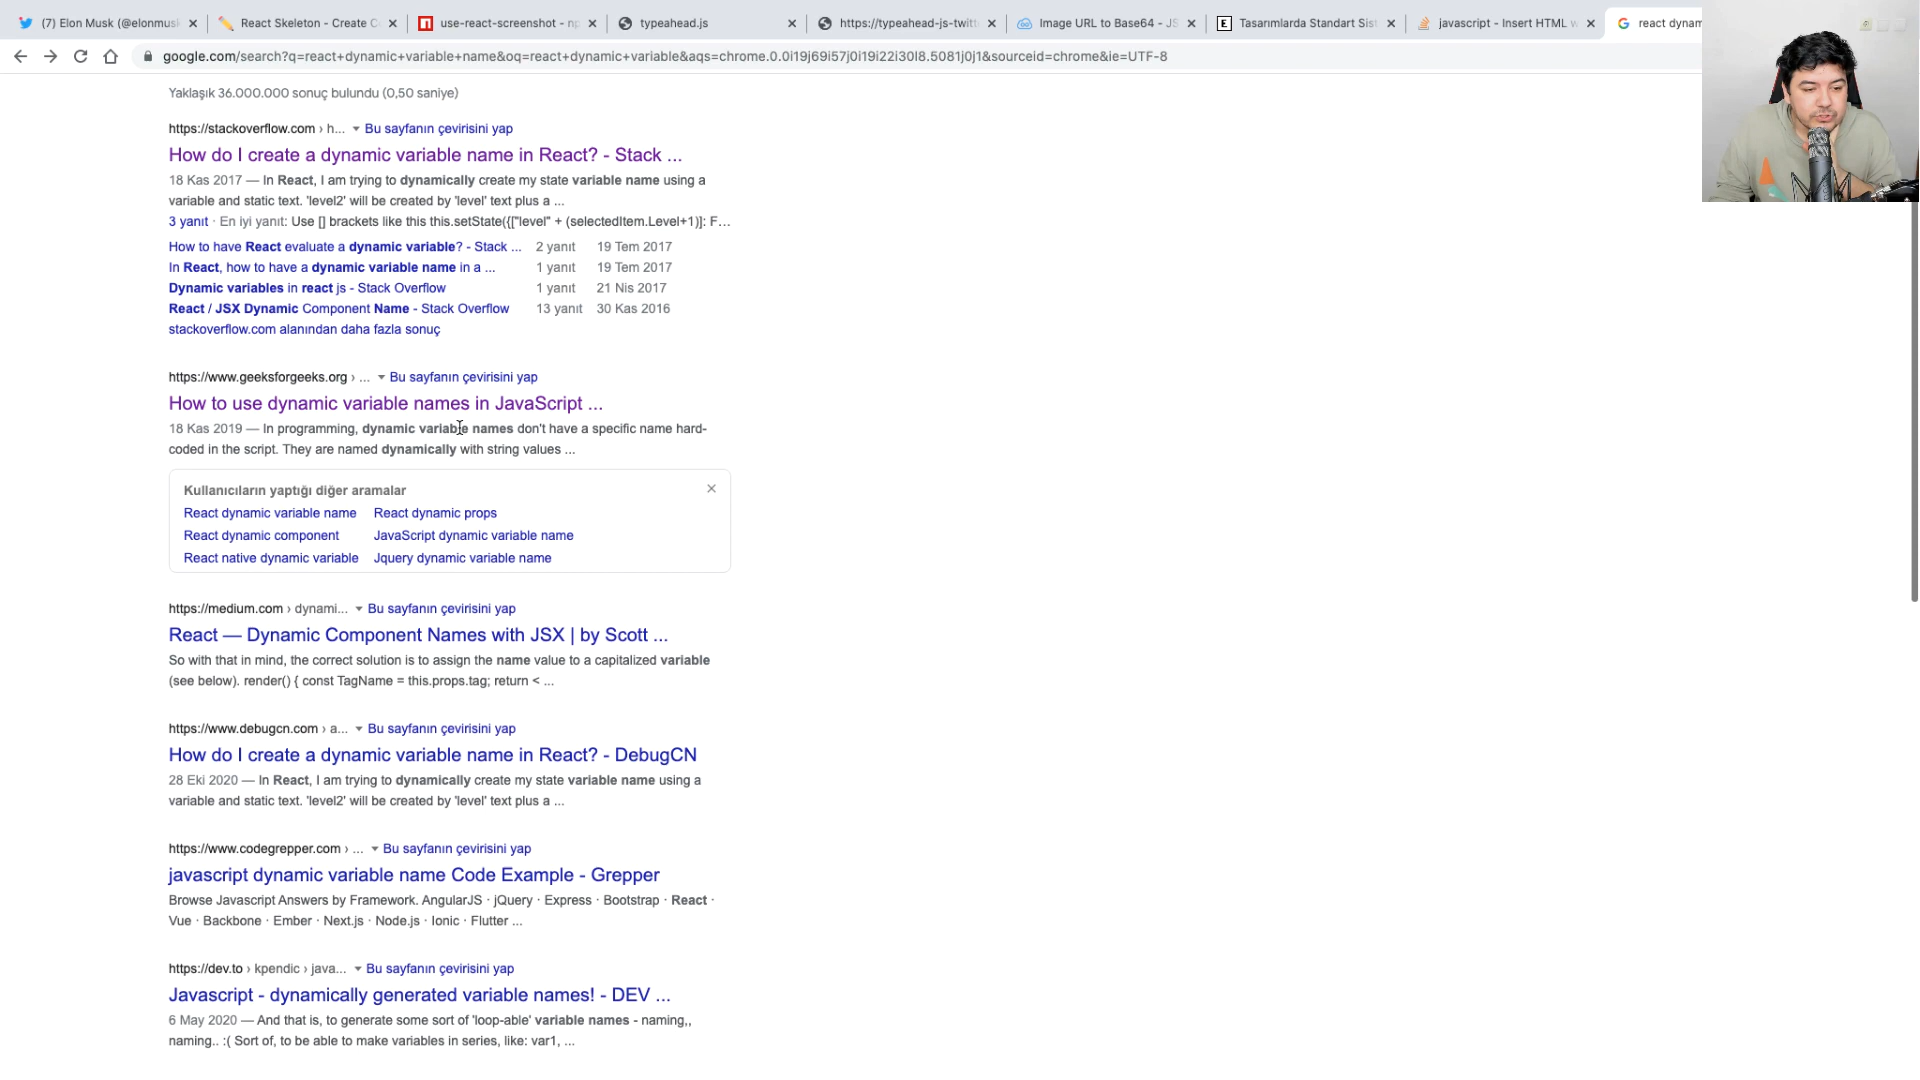 (7) Elon Musk (@elonmus
React Skeleton - Create C
use-react-screenshot - np
typeahead.js
https://typeahead-js-twitt
Image URL to Base64 - JS
Tasarımlarda Standart Sis
javascript - Insert HTML w
react dynam
google.com/search?q=react+dynamic+variable+name&oq=react+dynamic+variable&aqs=chrome.0.0i19j69i57j0i19i22i30l8.5081j0j1&sourceid=chrome&ie=UTF-8
Yaklaşık 36.000.000 sonuç bulundu (0,50 saniye)
https://stackoverflow.com › h... Bu sayfanın çevirisini yap
How do I create a dynamic variable name in React? - Stack ...
18 Kas 2017 — In React, I am trying to dynamically create my state variable name using a
variable and static text. 'level2' will be created by 'level' text plus a ...
3 yanıt · En iyi yanıt: Use [] brackets like this this.setState({["level" + (selectedItem.Level+1)]: F...
How to have React evaluate a dynamic variable? - Stack ... 2 yanıt 19 Tem 2017
In React, how to have a dynamic variable name in a ... 1 yanıt 19 Tem 2017
Dynamic variables in react js - Stack Overflow 1 yanıt 21 Nis 2017
React / JSX Dynamic Component Name - Stack Overflow 13 yanıt 30 Kas 2016
stackoverflow.com alanından daha fazla sonuç
https://www.geeksforgeeks.org › ... Bu sayfanın çevirisini yap
How to use dynamic variable names in JavaScript ...
18 Kas 2019 — In programming, dynamic variable names don't have a specific name hard-
coded in the script. They are named dynamically with string values ...
Kullanıcıların yaptığı diğer aramalar
React dynamic variable name React dynamic props
React dynamic component JavaScript dynamic variable name
React native dynamic variable Jquery dynamic variable name
https://medium.com › dynami... Bu sayfanın çevirisini yap
React — Dynamic Component Names with JSX | by Scott ...
So with that in mind, the correct solution is to assign the name value to a capitalized variable
(see below). render() { const TagName = this.props.tag; return < ...
https://www.debugcn.com › a... Bu sayfanın çevirisini yap
How do I create a dynamic variable name in React? - DebugCN
28 Eki 2020 — In React, I am trying to dynamically create my state variable name using a
variable and static text. 'level2' will be created by 'level' text plus a ...
https://www.codegrepper.com › ... Bu sayfanın çevirisini yap
javascript dynamic variable name Code Example - Grepper
Browse Javascript Answers by Framework. AngularJS · jQuery · Express · Bootstrap · React ·
Vue · Backbone · Ember · Next.js · Node.js · Ionic · Flutter ...
https://dev.to › kpendic › java... Bu sayfanın çevirisini yap
Javascript - dynamically generated variable names! - DEV ...
6 May 2020 — And that is, to generate some sort of 'loop-able' variable names - naming,,
naming.. :( Sort of, to be able to make variables in series, like: var1, ...